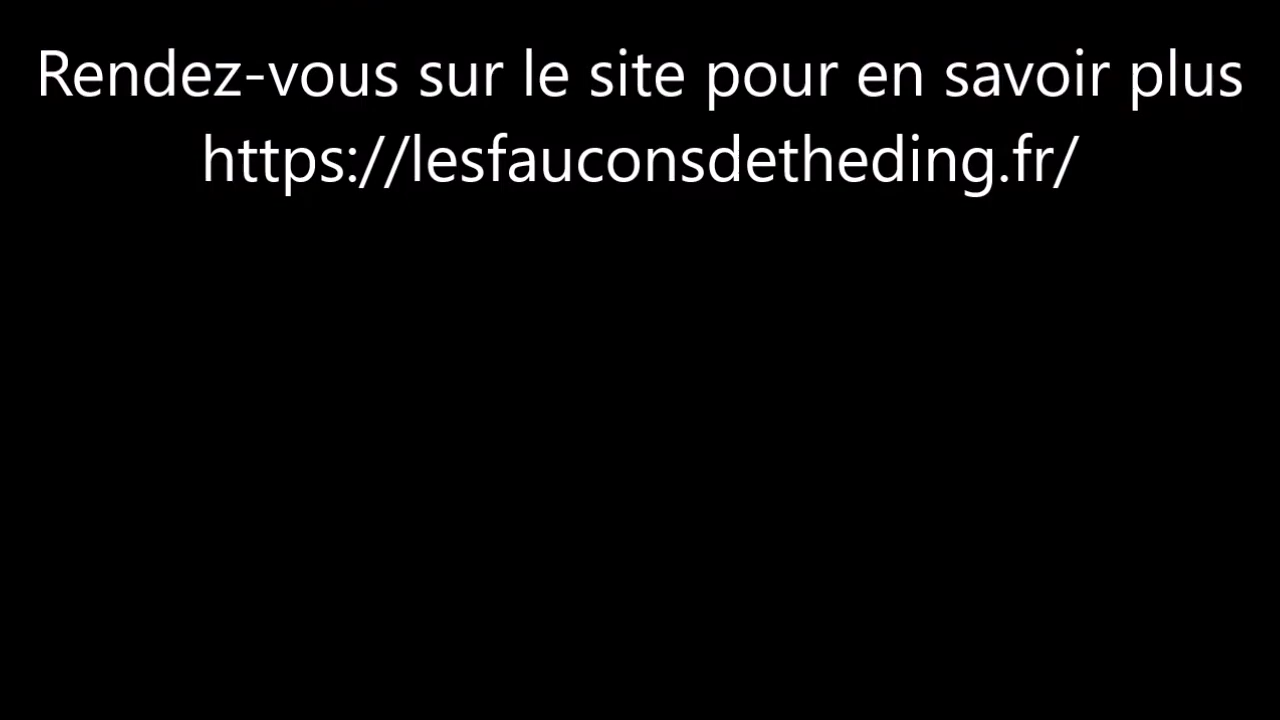 Rendez-vous sur le site pour en savoir plus
https://lesfauconsdetheding.fr/